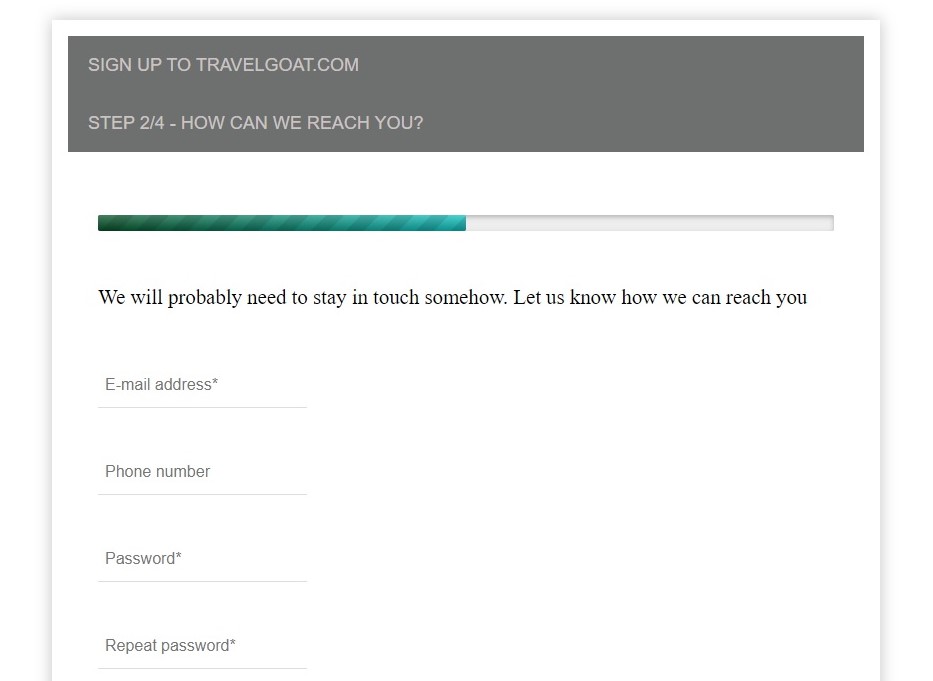 SIGN UP TO TRAVELGOAT.COM
STEP 2/4 - HOW CAN WE REACH YOU?
We will probably need to stay in touch somehow. Let us know how we can reach you
E-mail address*
Phone number
Password*
Repeat password*